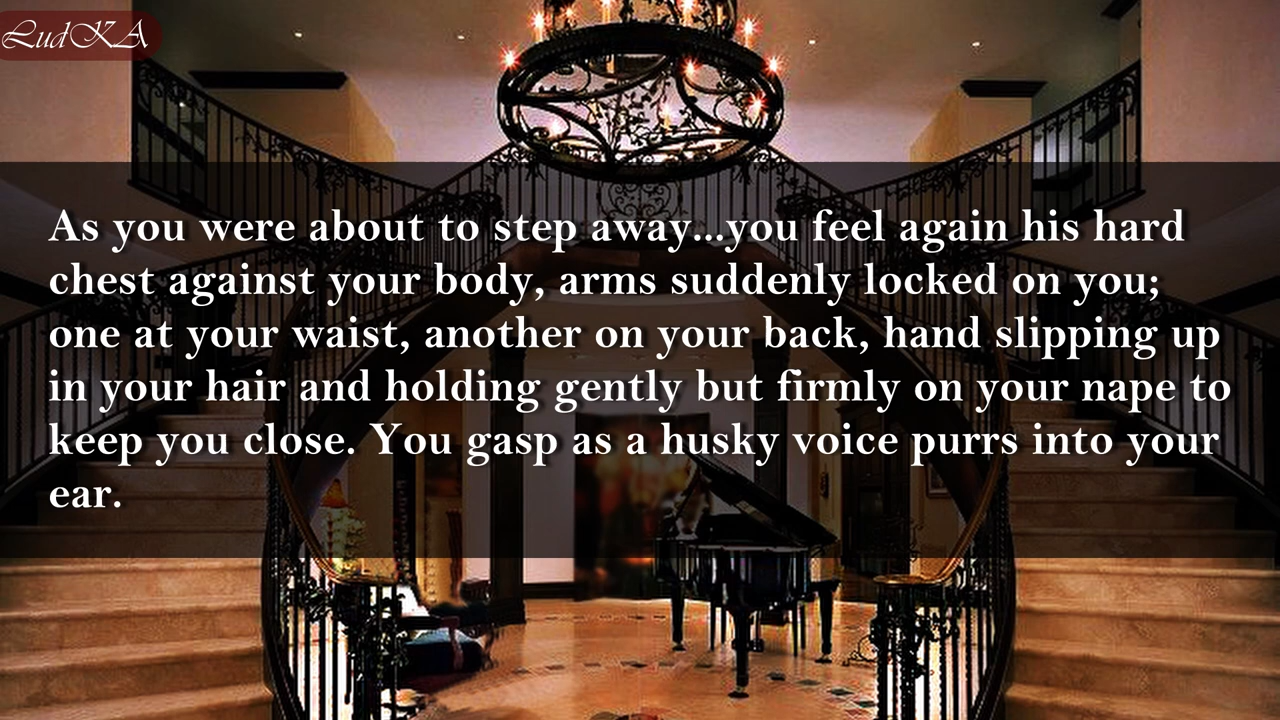 LudKA
As you were about to step away...you feel again his hard
chest against your body, arms suddenly locked on you;
one at your waist, another on your back, hand slipping up
in your hair and holding gently but firmly on your nape to
keep you close. You gasp as a husky voice purrs into your
ear.